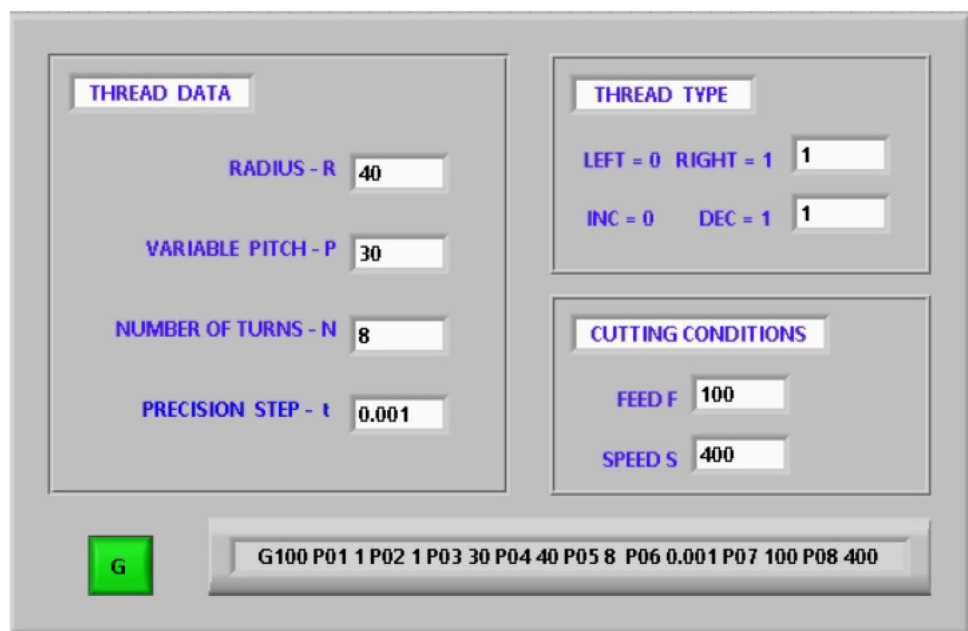 THREAD DATA
RADIUS - R 40
VARIABLE PITCH - P 30
NUMBER OF TURNS - N 8
PRECISION STEP - t 0.001
THREAD TYPE
LEFT = 0 RIGHT = 1 1
INC = 0 DEC = 1 1
CUTTING CONDITIONS
FEED F 100
SPEED S 400
G
G100 P01 1 P02 1 P03 30 P04 40 P05 8 P06 0.001 P07 100 P08 400